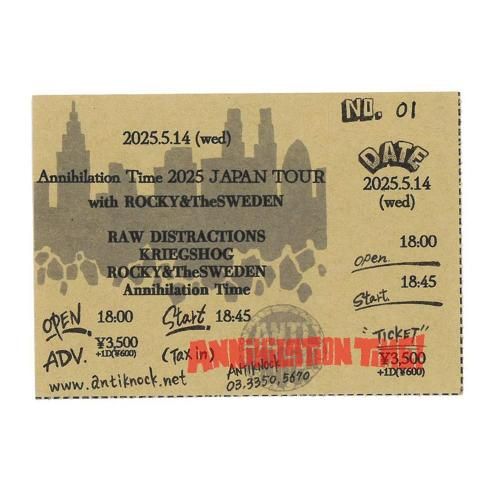 NO. 01
2025.5.14 (wed)
Annihilation Time 2025 JAPAN TOUR
with ROCKY&TheSWEDEN
RAW DISTRACTIONS
KRIEGSHOG
ROCKY&TheSWEDEN
Annihilation Time
OPEN 18:00 Start 18:45
ADV. ¥3,500 (Tax in)
+1D(¥600)
www.antiknock.net
ANTIKNOCK
03.3350.5670
ANTI
ANNIHILATION TIME!
DATE
2025.5.14
(wed)
18:00
open.
18:45
Start.
"TICKET"
¥3,500
+1D(¥600)